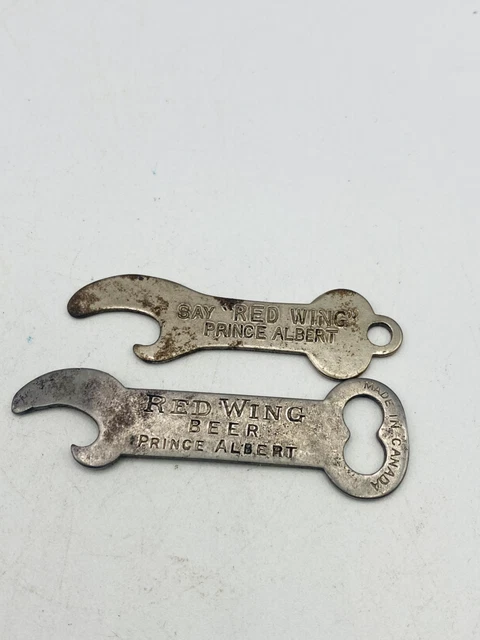 SAY "RED WING"
PRINCE ALBERT
RED WING
BEER
PRINCE ALBERT
MADE IN CANADA